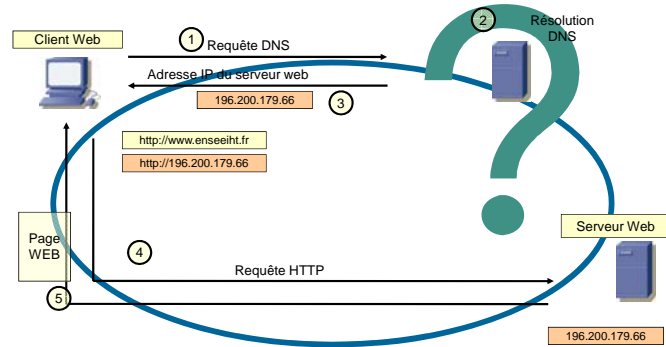 Client Web
1
Requête DNS
2
Résolution
DNS
Adresse IP du serveur web
196.200.179.66
3
http://www.enseeiht.fr
http://196.200.179.66
Page
WEB
4
Requête HTTP
Serveur Web
5
196.200.179.66
?